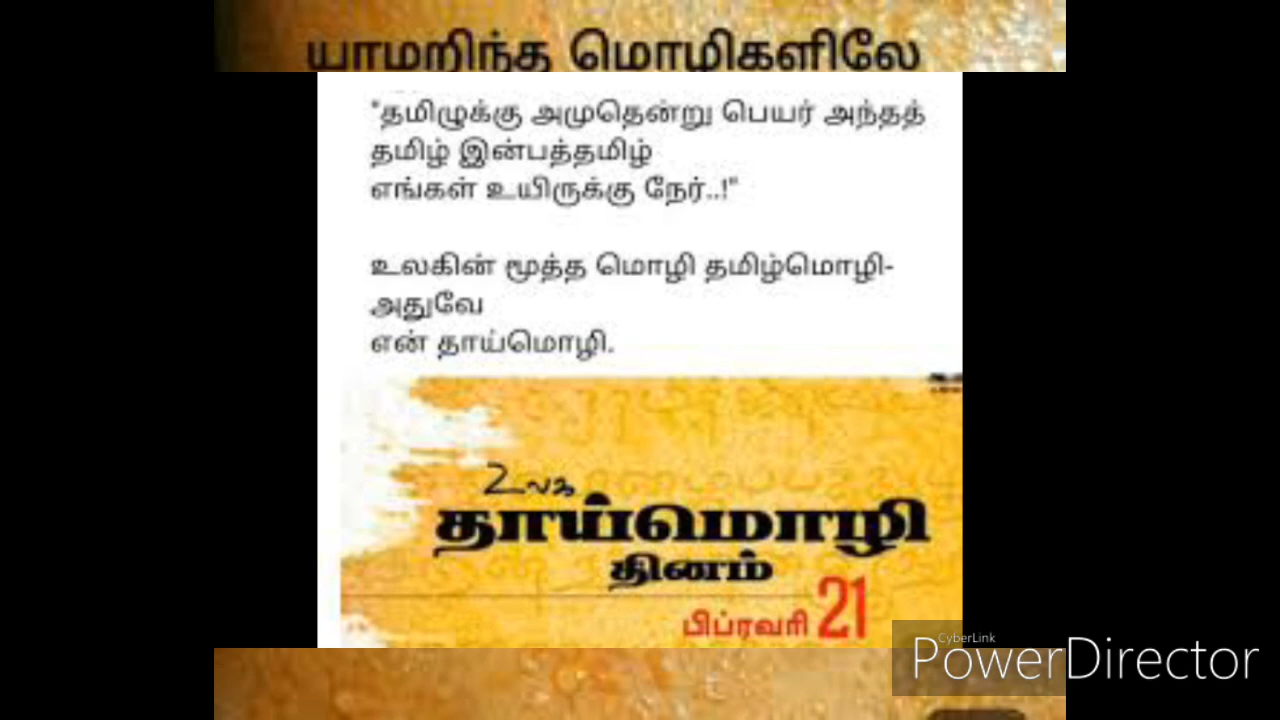 யாமறிந்த மொழிகளிலே
"தமிழுக்கு அமுதென்று பெயர் அந்தத்
தமிழ் இன்பத்தமிழ்
எங்கள் உயிருக்கு நேர்..!"
உலகின் மூத்த மொழி தமிழ்மொழி-
அதுவே
என் தாய்மொழி.
உலக
தாய்மொழி
தினம்
பிப்ரவரி 21
CyberLink
PowerDirector